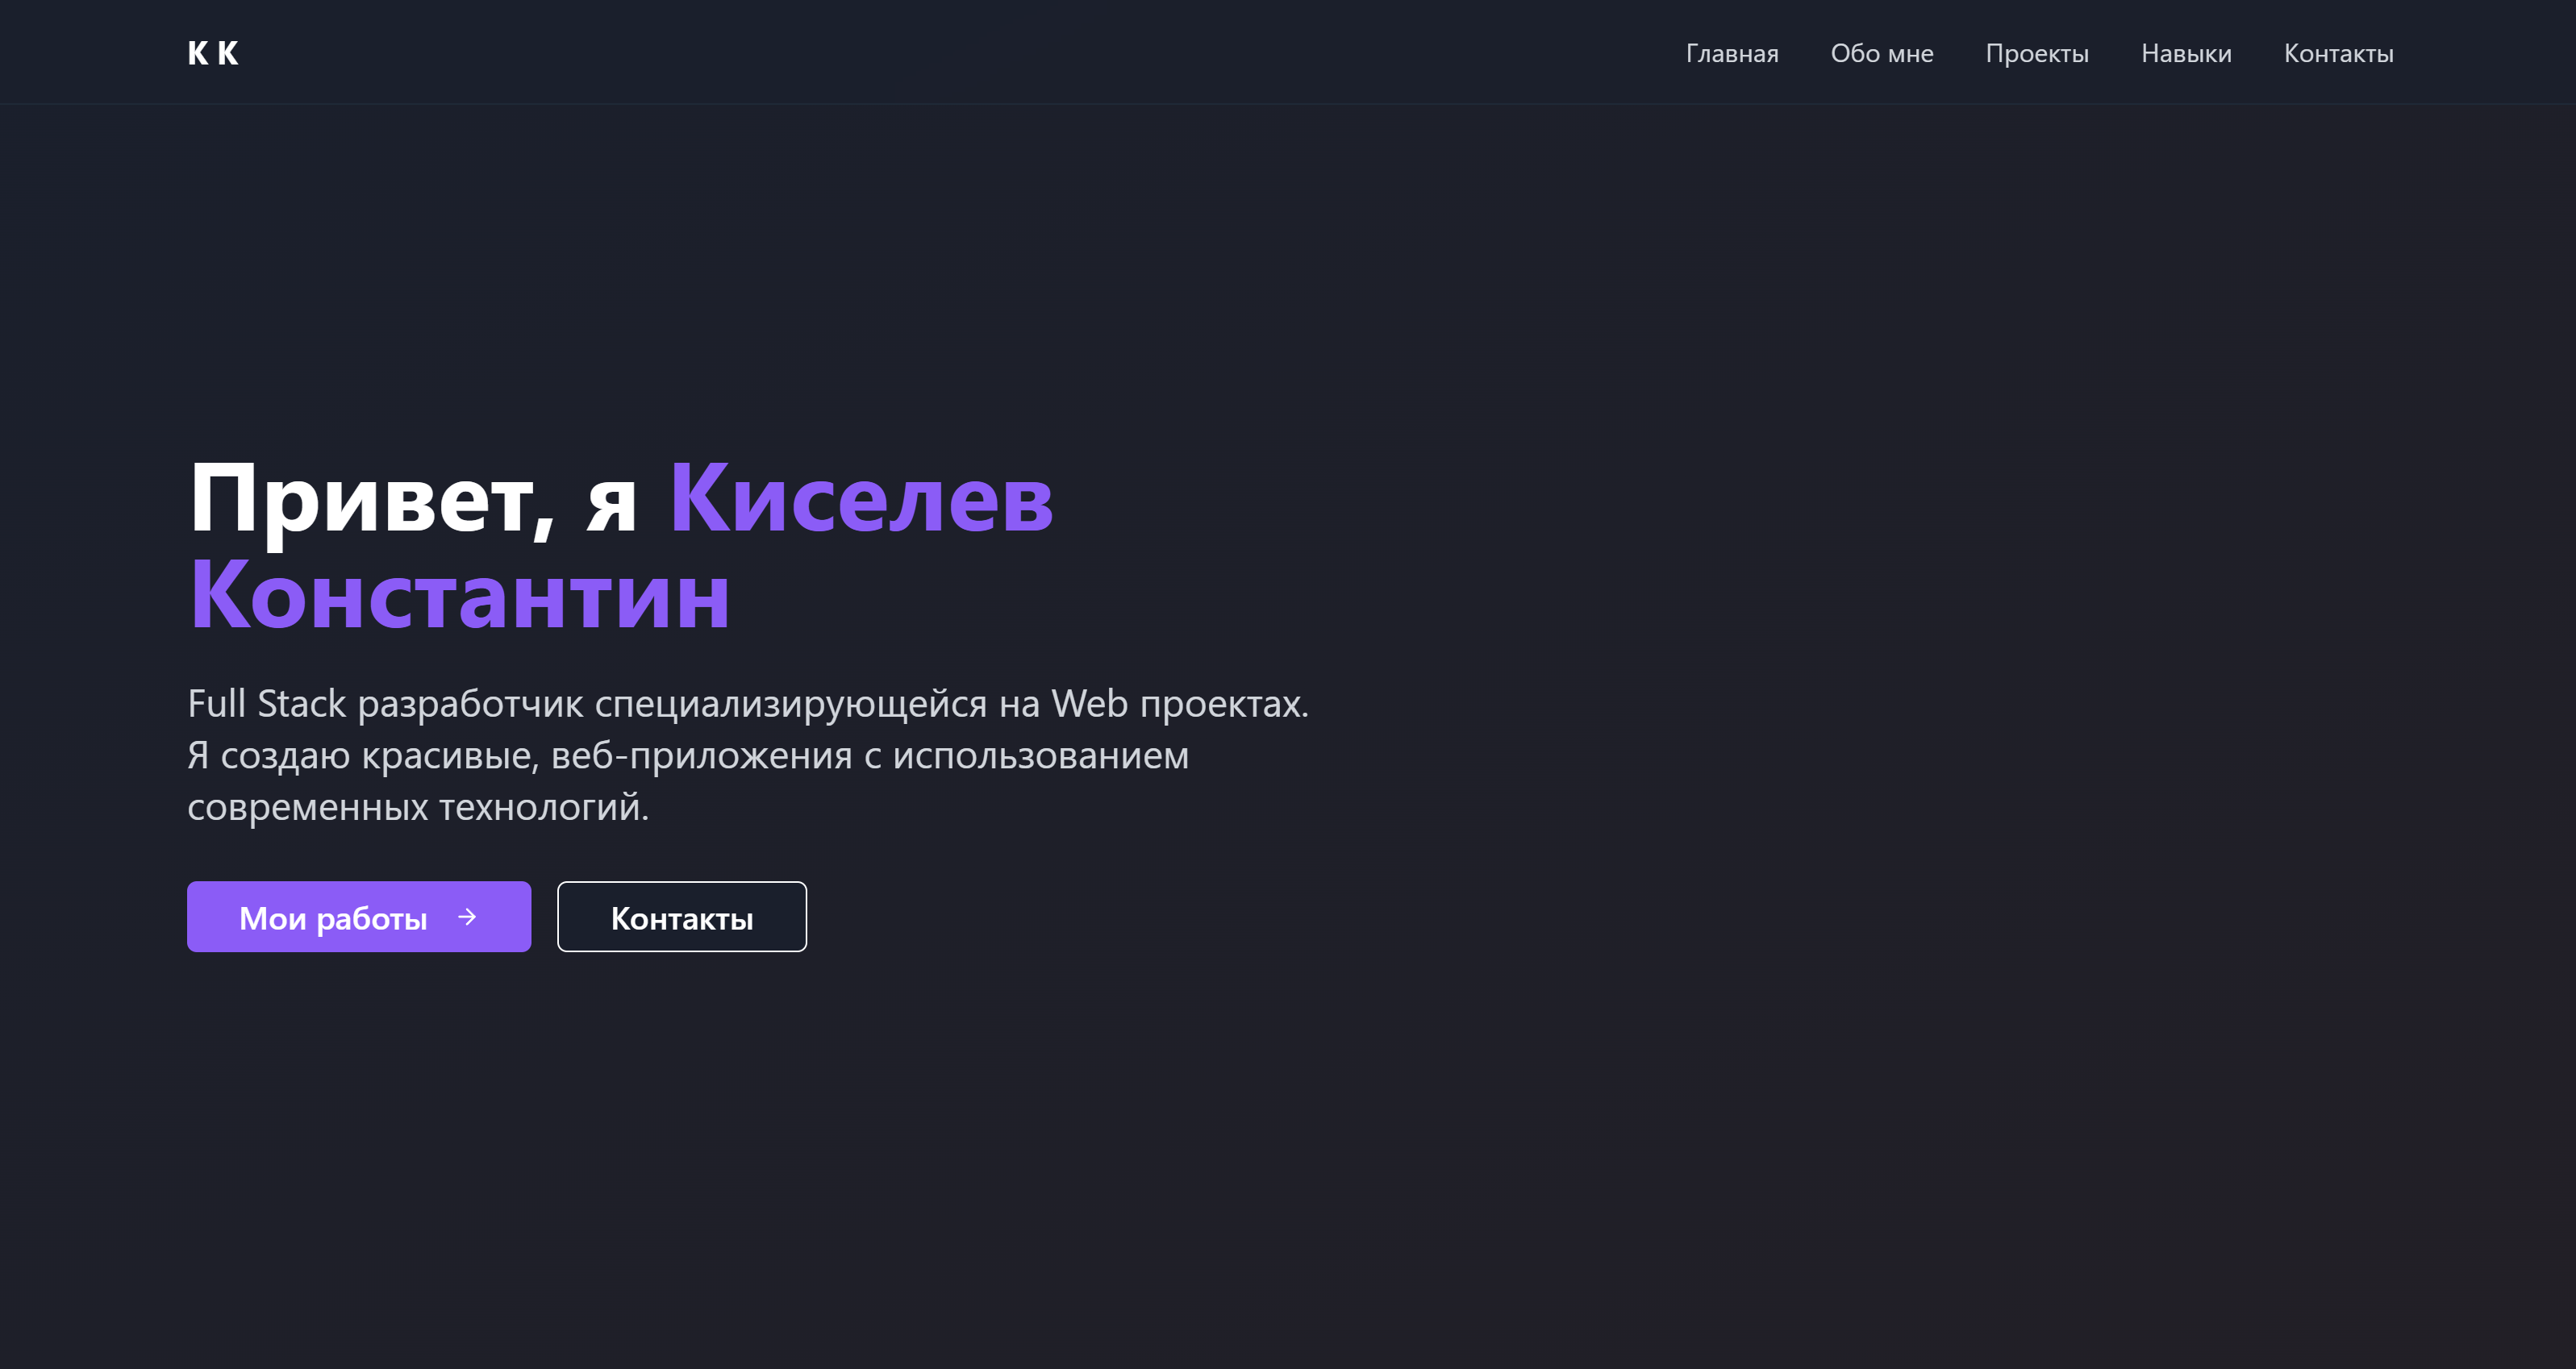 K K
Главная
Обо мне
Проекты
Навыки
Контакты
Привет, я Киселев
Константин
Full Stack разработчик специализирующейся на Web проектах.
Я создаю красивые, веб-приложения с использованием
современных технологий.
Мои работы
Контакты